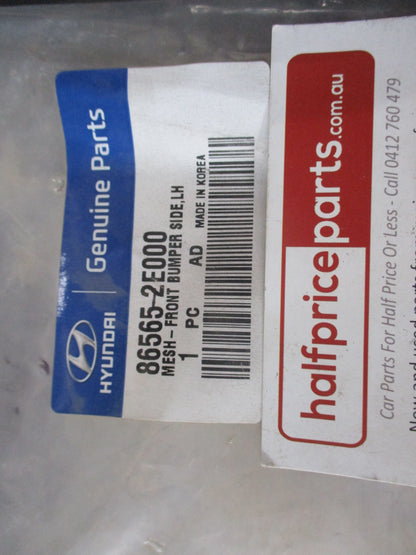 HYUNDAI | Genuine Parts
86565-2E000
MESH-FRONT BUMPER SIDE,LH
1 PC AD MADE IN KOREA
halfpriceparts.com.au
Car Parts For Half Price Or Less - Call 0412 760 479